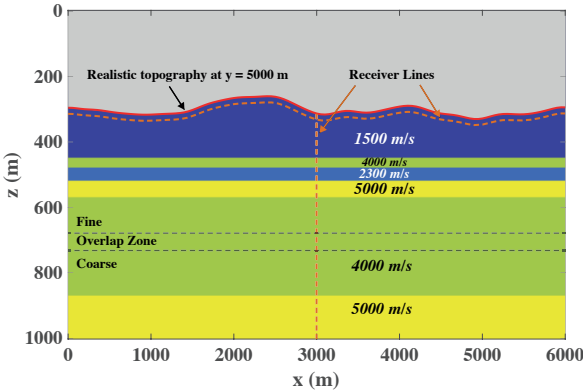 0
200
400
600
800
1000
z (m)
Realistic topography at y = 5000 m
Receiver Lines
1500 m/s
4000 m/s
2300 m/s
5000 m/s
Fine
Overlap Zone
Coarse
4000 m/s
5000 m/s
0
1000
2000
3000
4000
5000
6000
x (m)